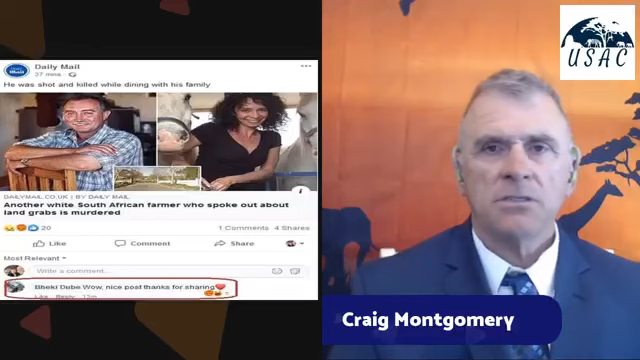 Daily Mail
37 mins
He was shot and killed while dining with his family
DAILYMAIL.CO.UK | BY DAILY MAIL
Another white South African farmer who spoke out about
land grabs is murdered
20
1 Comments 4 Shares
Like
Comment
Share
Most Relevant
Write a comment...
Bheki Dube.Wow, nice post thanks for sharing
Like Reply 13m
USAC
Craig Montgomery